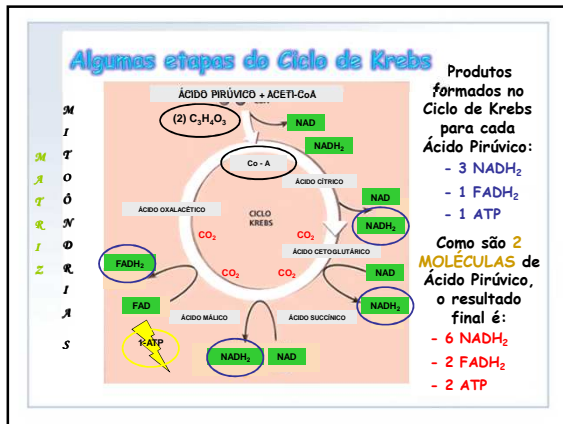 Algumas etapas do Ciclo de Krebs
MATRIZ
MITOÔNDRIAS
ÁCIDO PIRÚVICO + ACETI-CoA
(2) C₃H₄O₃
NAD
NADH₂
Co - A
ÁCIDO CÍTRICO
NAD
NADH₂
ÁCIDO OXALACÉTICO
CICLO
KREBS
CO₂
CO₂
ÁCIDO CETOGLUTÁRICO
FADH₂
CO₂
CO₂
NAD
FAD
NADH₂
ÁCIDO MÁLICO
ÁCIDO SUCCÍNICO
1 ATP
NADH₂
NAD
Produtos
formados no
Ciclo de Krebs
para cada
Ácido Pirúvico:
- 3 NADH₂
- 1 FADH₂
- 1 ATP
Como são 2
MOLÉCULAS de
Ácido Pirúvico,
o resultado
final é:
- 6 NADH₂
- 2 FADH₂
- 2 ATP